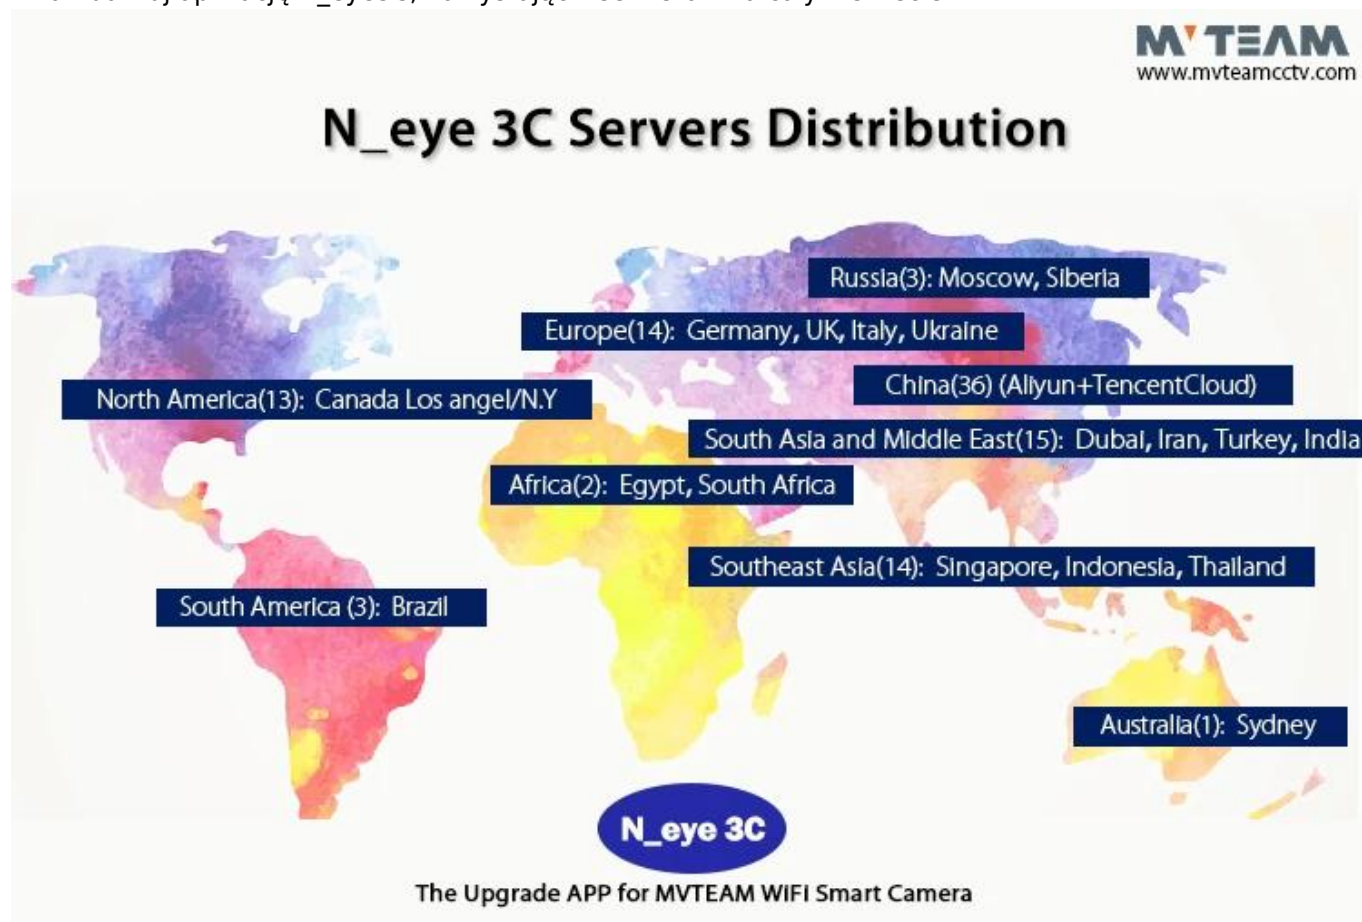 M'TEAM
www.mvteamcctv.com
N_eye 3C Servers Distribution
Russia(3): Moscow, Siberia
Europe(14): Germany, UK, Italy, Ukraine
China(36) (Aliyun+TencentCloud)
North America(13): Canada Los angel/N.Y
South Asia and Middle East(15): Dubai, Iran, Turkey, India
Africa(2): Egypt, South Africa
Southeast Asia(14): Singapore, Indonesia, Thailand
South America (3): Brazil
Australia(1): Sydney
N_eye 3C
The Upgrade APP for MVTEAM WiFi Smart Camera